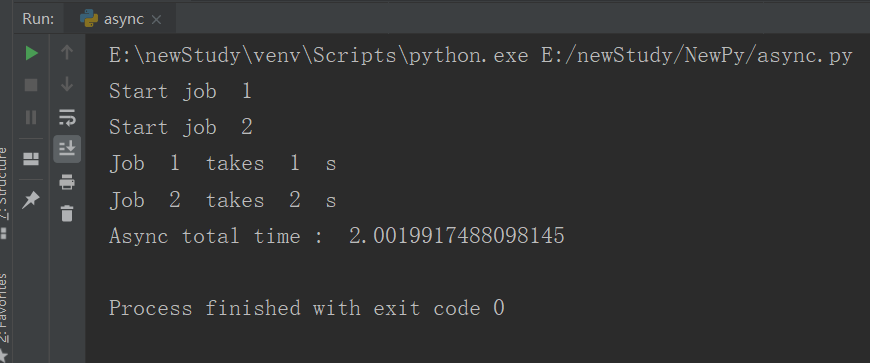 Run: async
E:\newStudy\venv\Scripts\python.exe E:/newStudy/NewPy/async.py
Start job  1
Start job  2
Job  1  takes  1  s
Job  2  takes  2  s
Async total time :  2.0019917488098145
Process finished with exit code 0
7: Structure
2: Favorites